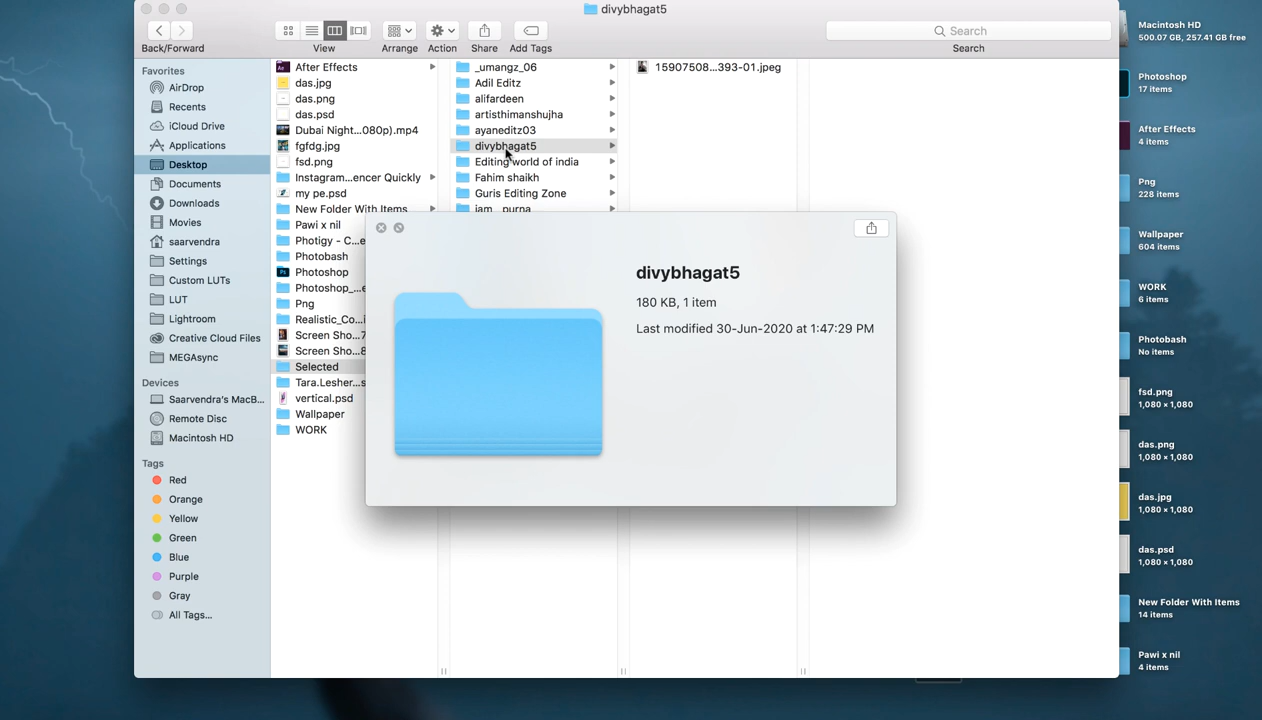 divybhagat5
Back/Forward
View
Arrange
Action
Share
Add Tags
Search
Search
Favorites
AirDrop
Recents
iCloud Drive
Applications
Desktop
Documents
Downloads
Movies
saarvendra
Settings
Custom LUTs
LUT
Lightroom
Creative Cloud Files
MEGAsync
Devices
Saarvendra's MacB...
Remote Disc
Macintosh HD
Tags
Red
Orange
Yellow
Green
Blue
Purple
Gray
All Tags...
After Effects
das.jpg
das.png
das.psd
Dubai Night...080p).mp4
fgfdg.jpg
fsd.png
Instagram...encer Quickly
my pe.psd
New Folder With Items
Pawi x nil
Photigy - C...e
Photobash
Photoshop
Photoshop_...e
Png
Realistic_Co...i
Screen Sho...7
Screen Sho...8
Selected
Tara.Lesher...s
vertical.psd
Wallpaper
WORK
_umangz_06
Adil Editz
alifardeen
artisthimanshujha
ayaneditz03
divybhagat5
Editing world of india
Fahim shaikh
Guris Editing Zone
15907508...393-01.jpeg
divybhagat5
180 KB, 1 item
Last modified 30-Jun-2020 at 1:47:29 PM
Macintosh HD
500.07 GB, 257.41 GB free
Photoshop
17 items
After Effects
4 items
Png
228 items
Wallpaper
604 items
WORK
6 items
Photobash
No items
fsd.png
1,080 × 1,080
das.png
1,080 × 1,080
das.jpg
1,080 × 1,080
das.psd
1,080 × 1,080
New Folder With Items
14 items
Pawi x nil
4 items